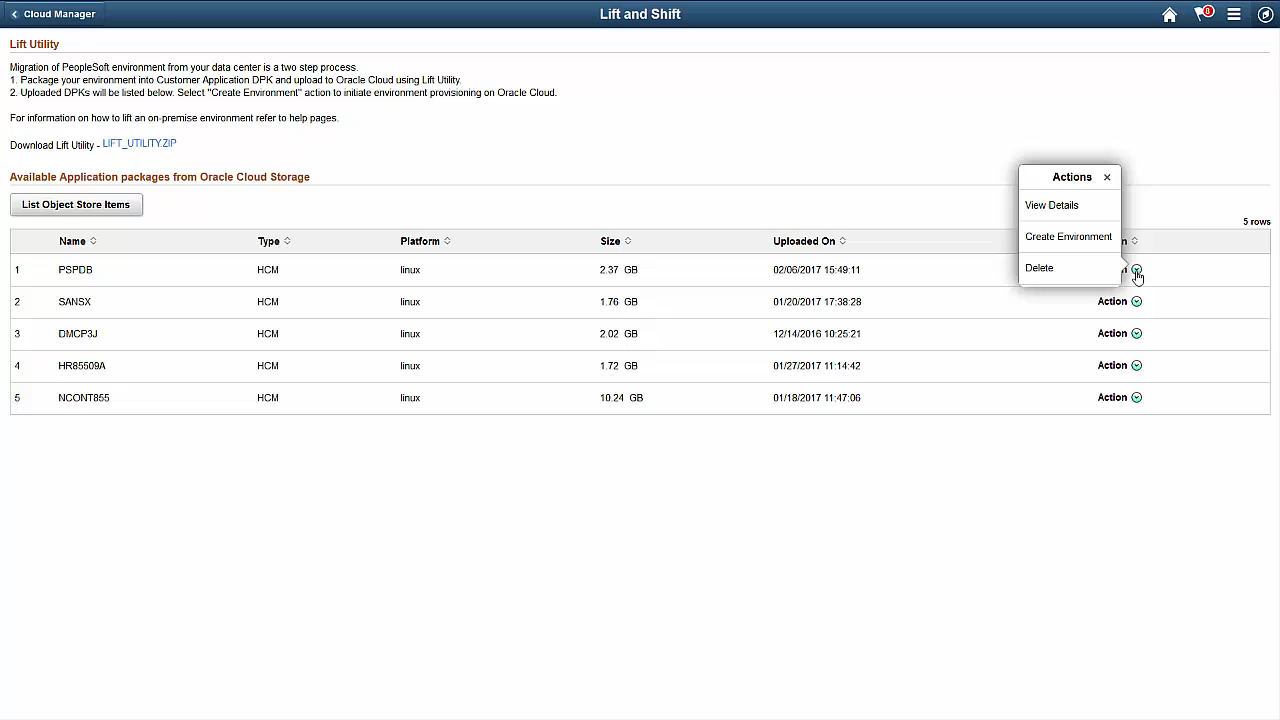 Cloud Manager
Lift and Shift
8
Lift Utility
Migration of PeopleSoft environment from your data center is a two step process.
1. Package your environment into Customer Application DPK and upload to Oracle Cloud using Lift Utility.
2. Uploaded DPKs will be listed below. Select "Create Environment" action to initiate environment provisioning on Oracle Cloud.
For information on how to lift an on-premise environment refer to help pages.
Download Lift Utility - LIFT_UTILITY.ZIP
Available Application packages from Oracle Cloud Storage
List Object Store Items
5 rows
Name Type Platform Size Uploaded On
1 PSPDB HCM linux 2.37 GB 02/06/2017 15:49:11
2 SANSX HCM linux 1.76 GB 01/20/2017 17:38:28 Action
3 DMCP3J HCM linux 2.02 GB 12/14/2016 10:25:21 Action
4 HR85509A HCM linux 1.72 GB 01/27/2017 11:14:42 Action
5 NCONT855 HCM linux 10.24 GB 01/18/2017 11:47:06 Action
Actions
View Details
Create Environment
Delete